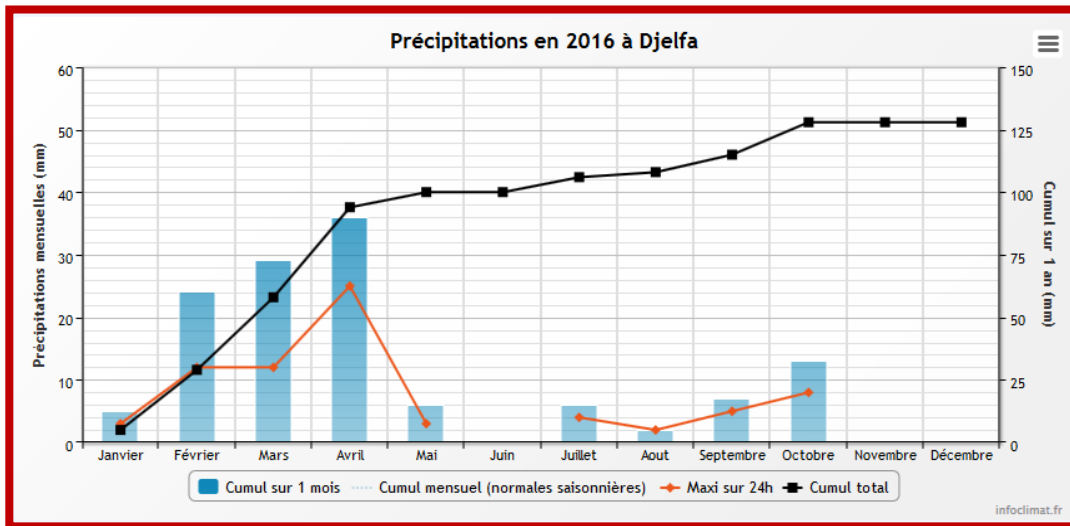 Précipitations en 2016 à Djelfa
Précipitations mensuelles (mm)
60
50
40
30
20
10
0
150
125
100
75
50
25
0
Cumul sur 1 an (mm)
Janvier Février Mars Avril Mai Juin Juillet Aout Septembre Octobre Novembre Décembre
Cumul sur 1 mois Cumul mensuel (normales saisonnières) Maxi sur 24h Cumul total
infoclimat.fr